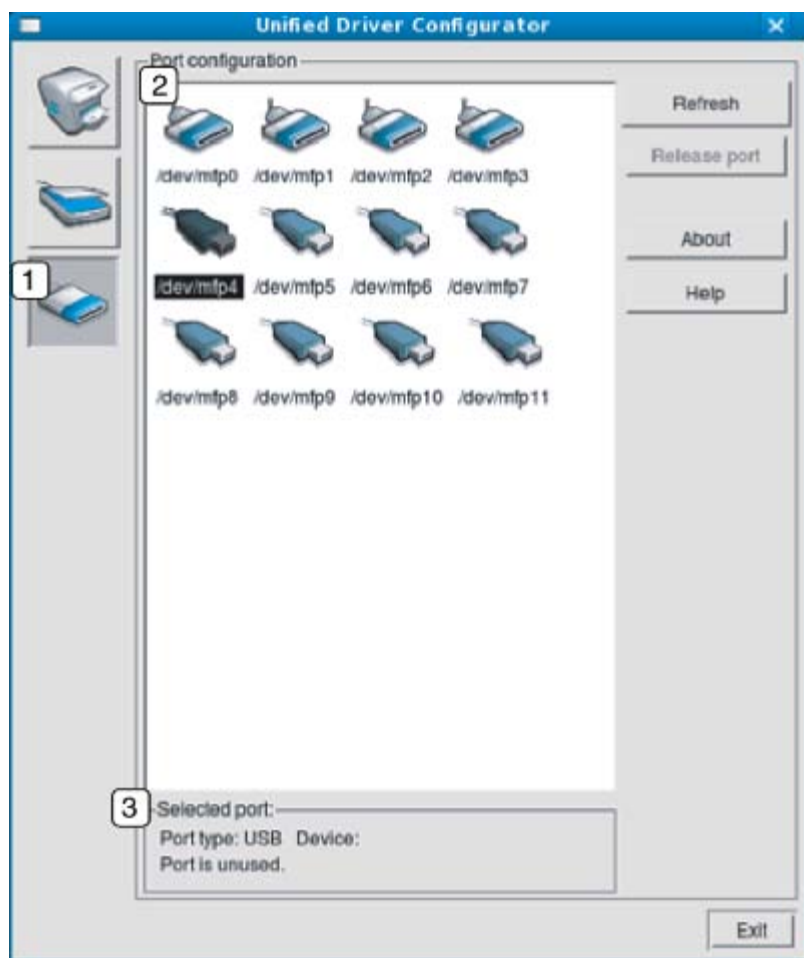 Unified Driver Configurator
Port configuration
2
/dev/mfp0 /dev/mfp1 /dev/mfp2 /dev/mfp3
Refresh
Release port
1
/dev/mfp4 /dev/mfp5 /dev/mfp6 /dev/mfp7
About
Help
/dev/mfp8 /dev/mfp9 /dev/mfp10 /dev/mfp11
3
Selected port:
Port type: USB Device:
Port is unused.
Exit